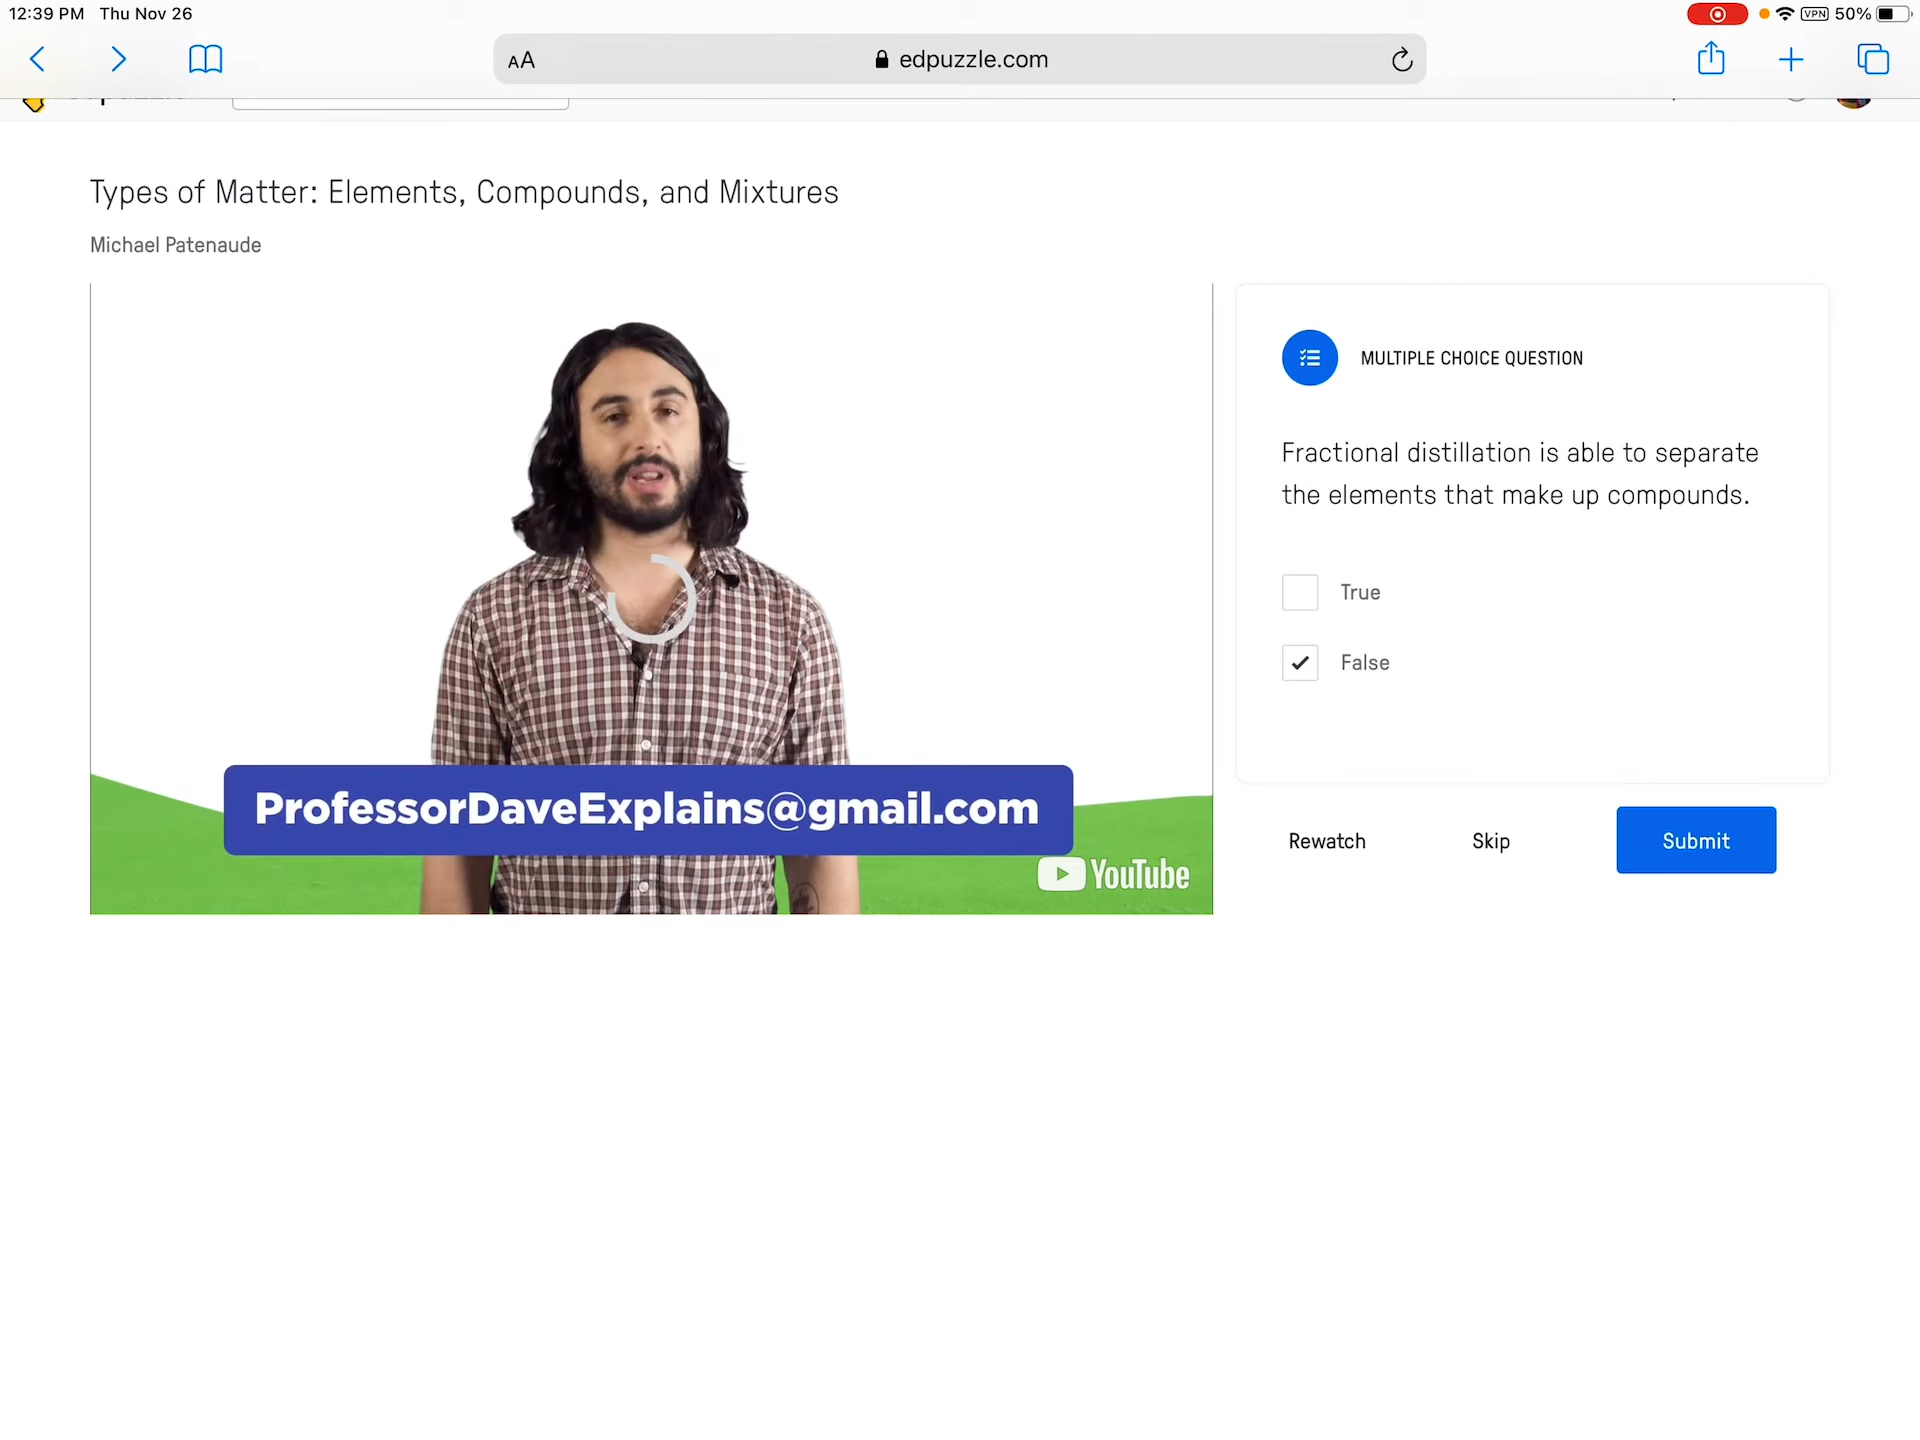 12:39 PM Thu Nov 26
VPN 50%
AA
edpuzzle.com
Types of Matter: Elements, Compounds, and Mixtures
Michael Patenaude
MULTIPLE CHOICE QUESTION
Fractional distillation is able to separate
the elements that make up compounds.
True
False
ProfessorDaveExplains@gmail.com
YouTube
Rewatch
Skip
Submit